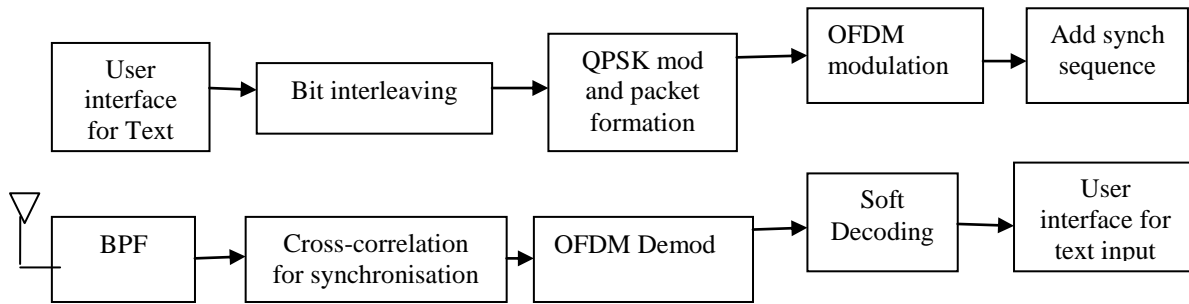 User
interface
for Text
Bit interleaving
QPSK mod
and packet
formation
OFDM
modulation
Add synch
sequence
BPF
Cross-correlation
for synchronisation
OFDM Demod
Soft
Decoding
User
interface for
text input